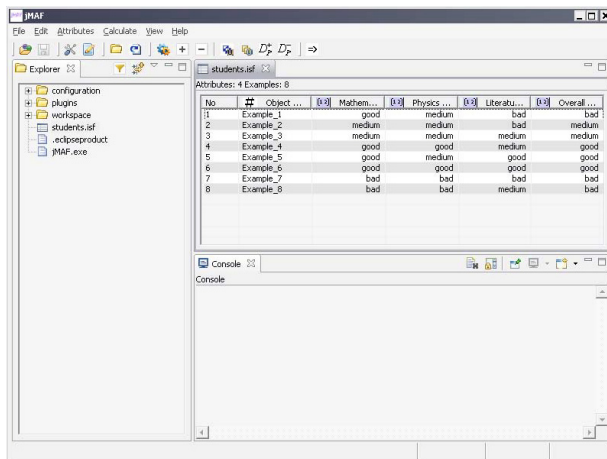 jMAF
File Edit Attributes Calculate View Help
Explorer
students.isf
Attributes: 4 Examples: 8
configuration
plugins
workspace
students.isf
.eclipseproduct
jMAF.exe
No Object ... Mathem... Physics ... Literatu... Overall ...
1 Example_1 good medium bad bad
2 Example_2 medium medium bad medium
3 Example_3 medium medium medium medium
4 Example_4 good good medium good
5 Example_5 good medium good good
6 Example_6 good good good good
7 Example_7 bad bad bad bad
8 Example_8 bad bad medium bad
Console
Console